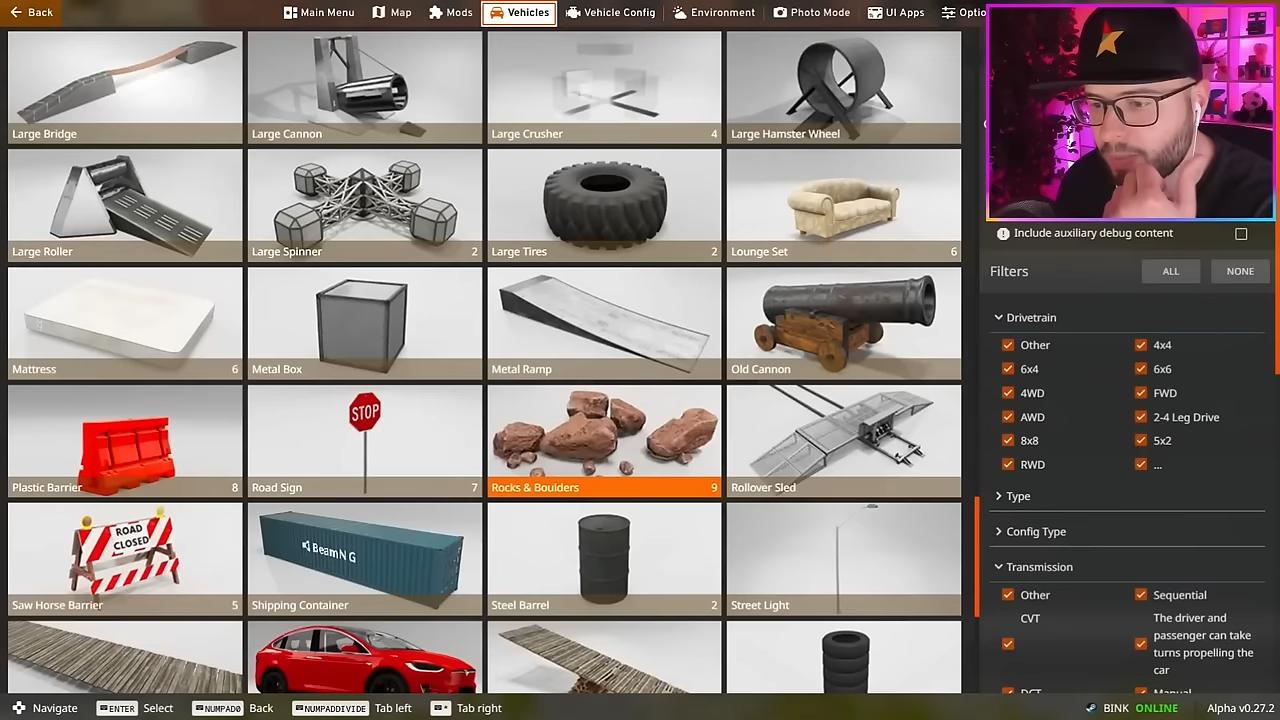 Back
Main Menu
Map
Mods
Vehicles
Vehicle Config
Environment
Photo Mode
UI Apps
Optio
Large Bridge
Large Cannon
Large Crusher 4
Large Hamster Wheel
Large Roller
Large Spinner 2
Large Tires 2
Lounge Set 6
Mattress 6
Metal Box
Metal Ramp
Old Cannon
STOP
Plastic Barrier 8
Road Sign 7
Rocks & Boulders 9
Rollover Sled
ROAD
CLOSED
BeamNG
Saw Horse Barrier 5
Shipping Container
Steel Barrel 2
Street Light
Include auxiliary debug content
Filters
ALL
NONE
Drivetrain
Other
4x4
6x4
6x6
4WD
FWD
AWD
2-4 Leg Drive
8x8
5x2
RWD
...
Type
Config Type
Transmission
Other
Sequential
CVT
The driver and
passenger can take
turns propelling the
car
DCT
Manual
Navigate
ENTER Select
NUMPAD0 Back
NUMPADDIVIDE Tab left
* Tab right
BINK ONLINE
Alpha v0.27.2